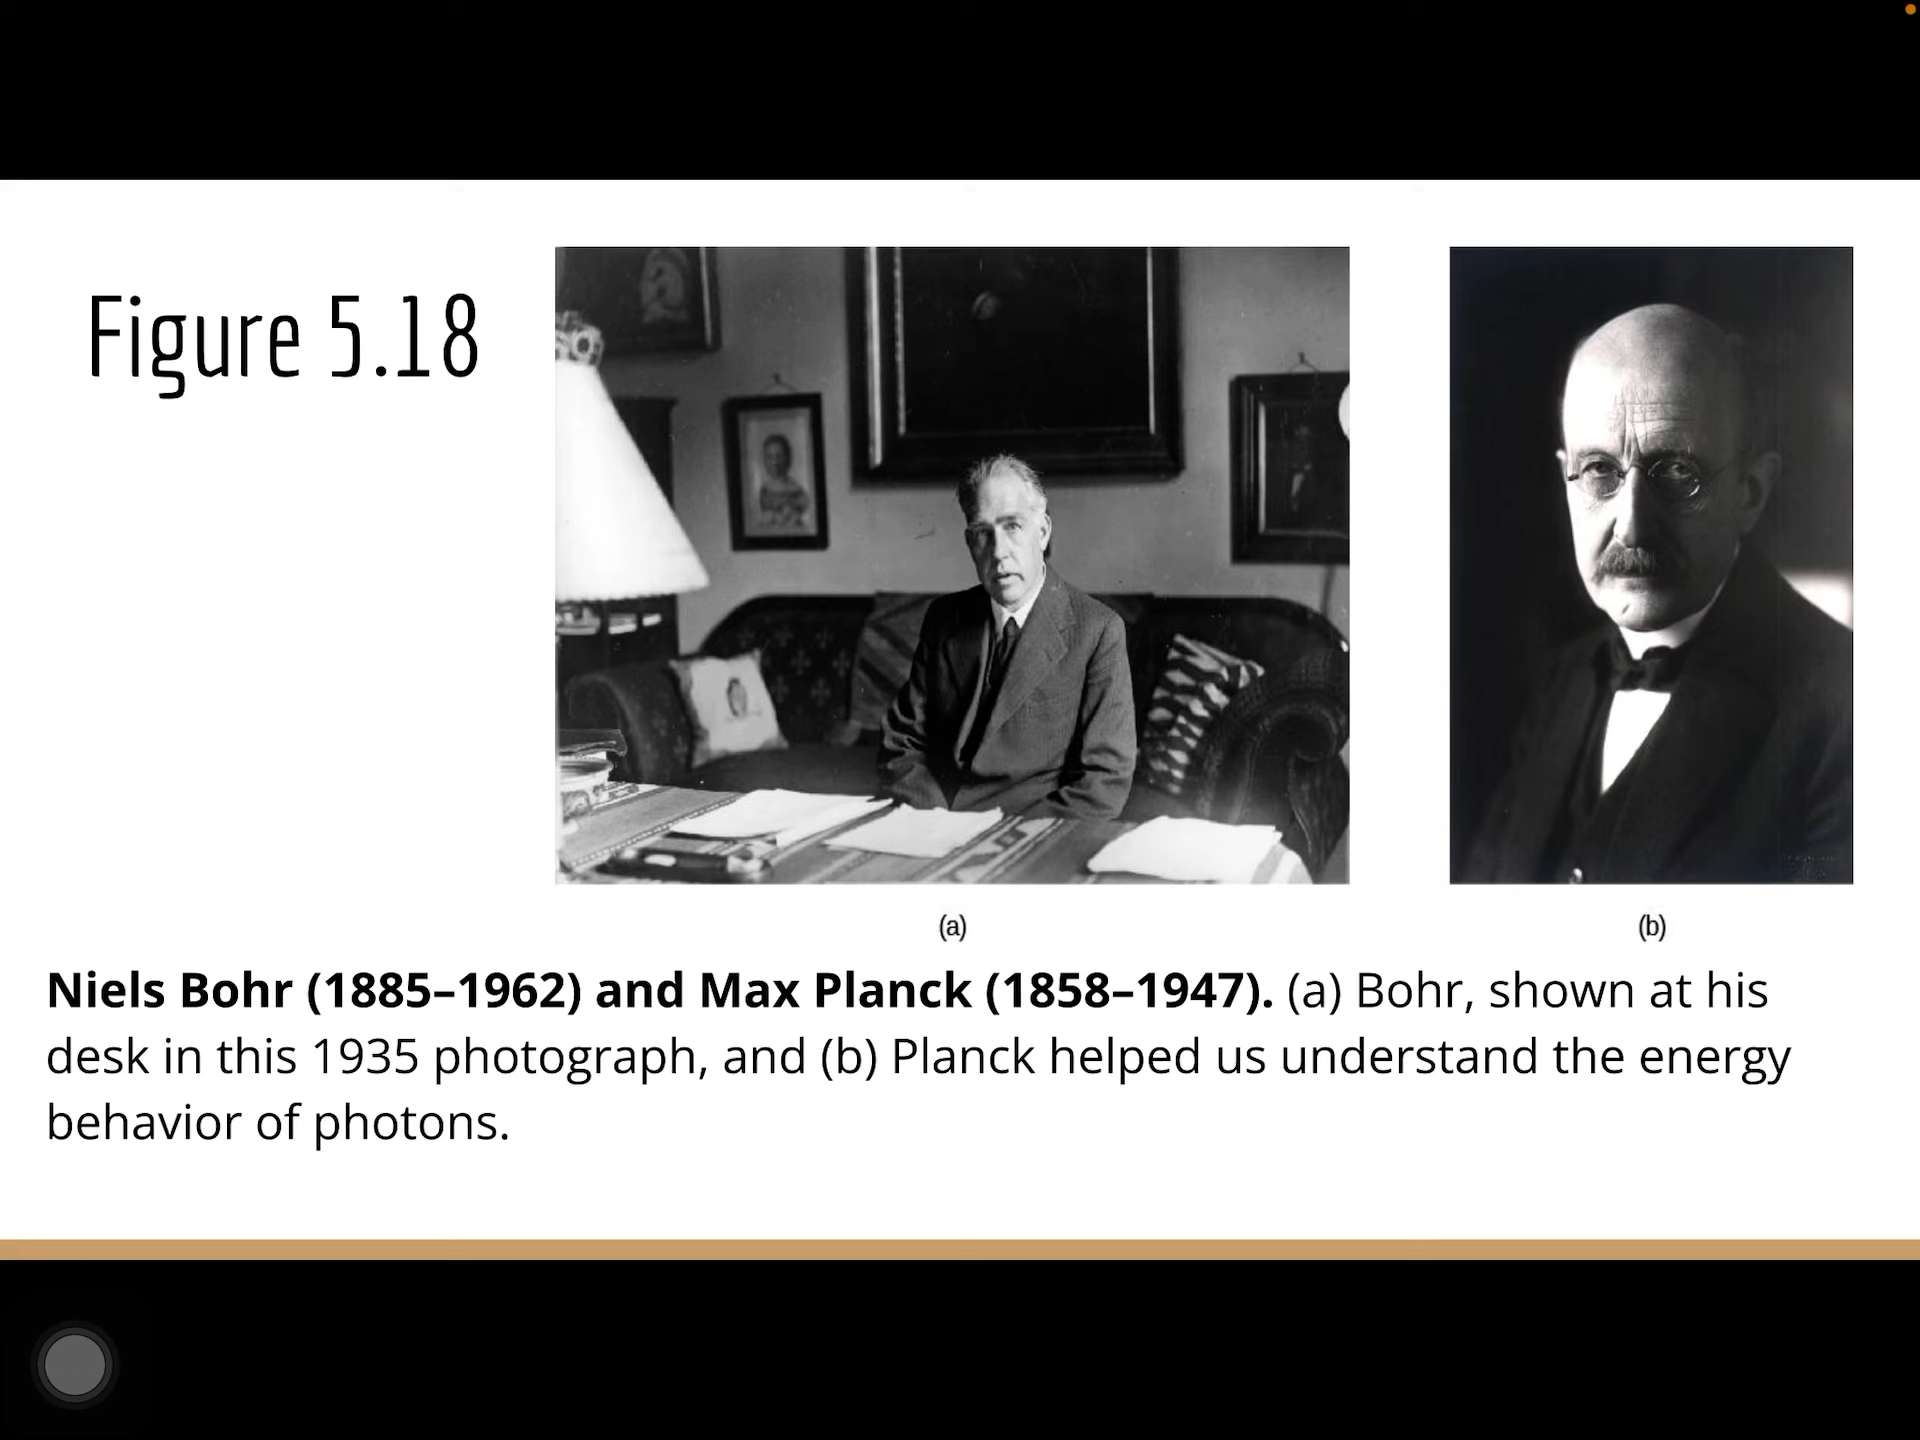 Figure 5.18
(a)
(b)
Niels Bohr (1885–1962) and Max Planck (1858–1947). (a) Bohr, shown at his
desk in this 1935 photograph, and (b) Planck helped us understand the energy
behavior of photons.